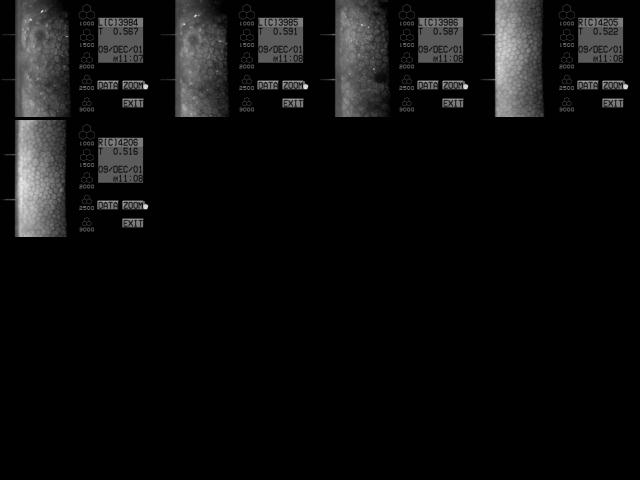 1000
L(C)3984
T 0.567
1500
09/DEC/01
11:07
2000
2500
DATA ZOOM
3000
EXIT
1000
L(C)3985
T 0.591
1500
09/DEC/01
11:08
2000
2500
DATA ZOOM
3000
EXIT
1000
L(C)3986
T 0.587
1500
09/DEC/01
11:08
2000
2500
DATA ZOOM
3000
EXIT
1000
R(C)4205
T 0.522
1500
09/DEC/01
11:08
2000
2500
DATA ZOOM
3000
EXIT
1000
R(C)4206
T 0.516
1500
09/DEC/01
11:08
2000
2500
DATA ZOOM
3000
EXIT